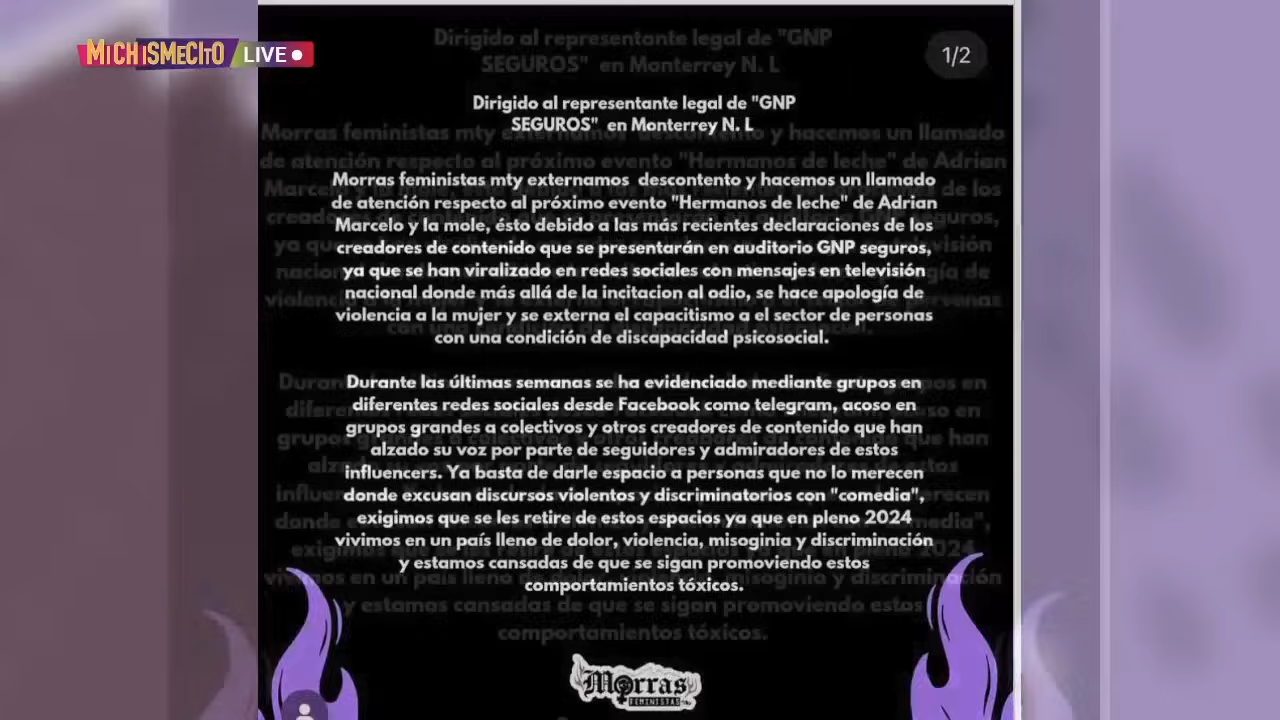 MICHISMECITO LIVE
1/2
Dirigido al representante legal de "GNP
SEGUROS" en Monterrey N. L
Dirigido al representante legal de "GNP
SEGUROS" en Monterrey N. L
Morras feministas mty externamos descontento y hacemos un llamado
de atención respecto al próximo evento "Hermanos de leche" de Adrian
Marcelo y la mole, ésto debido a las más recientes declaraciones de los
creadores de contenido que se presentarán en auditorio GNP seguros,
ya que se han viralizado en redes sociales con mensajes en televisión
nacional donde más allá de la incitacion al odio, se hace apología de
violencia a la mujer y se externa el capacitismo a el sector de personas
con una condición de discapacidad psicosocial.
Durante las últimas semanas se ha evidenciado mediante grupos en
diferentes redes sociales desde Facebook como telegram, acoso en
grupos grandes a colectivos y otros creadores de contenido que han
alzado su voz por parte de seguidores y admiradores de estos
influencers. Ya basta de darle espacio a personas que no lo merecen
donde excusan discursos violentos y discriminatorios con "comedia",
exigimos que se les retire de estos espacios ya que en pleno 2024
vivimos en un país lleno de dolor, violencia, misoginia y discriminación
y estamos cansadas de que se sigan promoviendo estos
comportamientos tóxicos.
Morras
FEMINISTAS